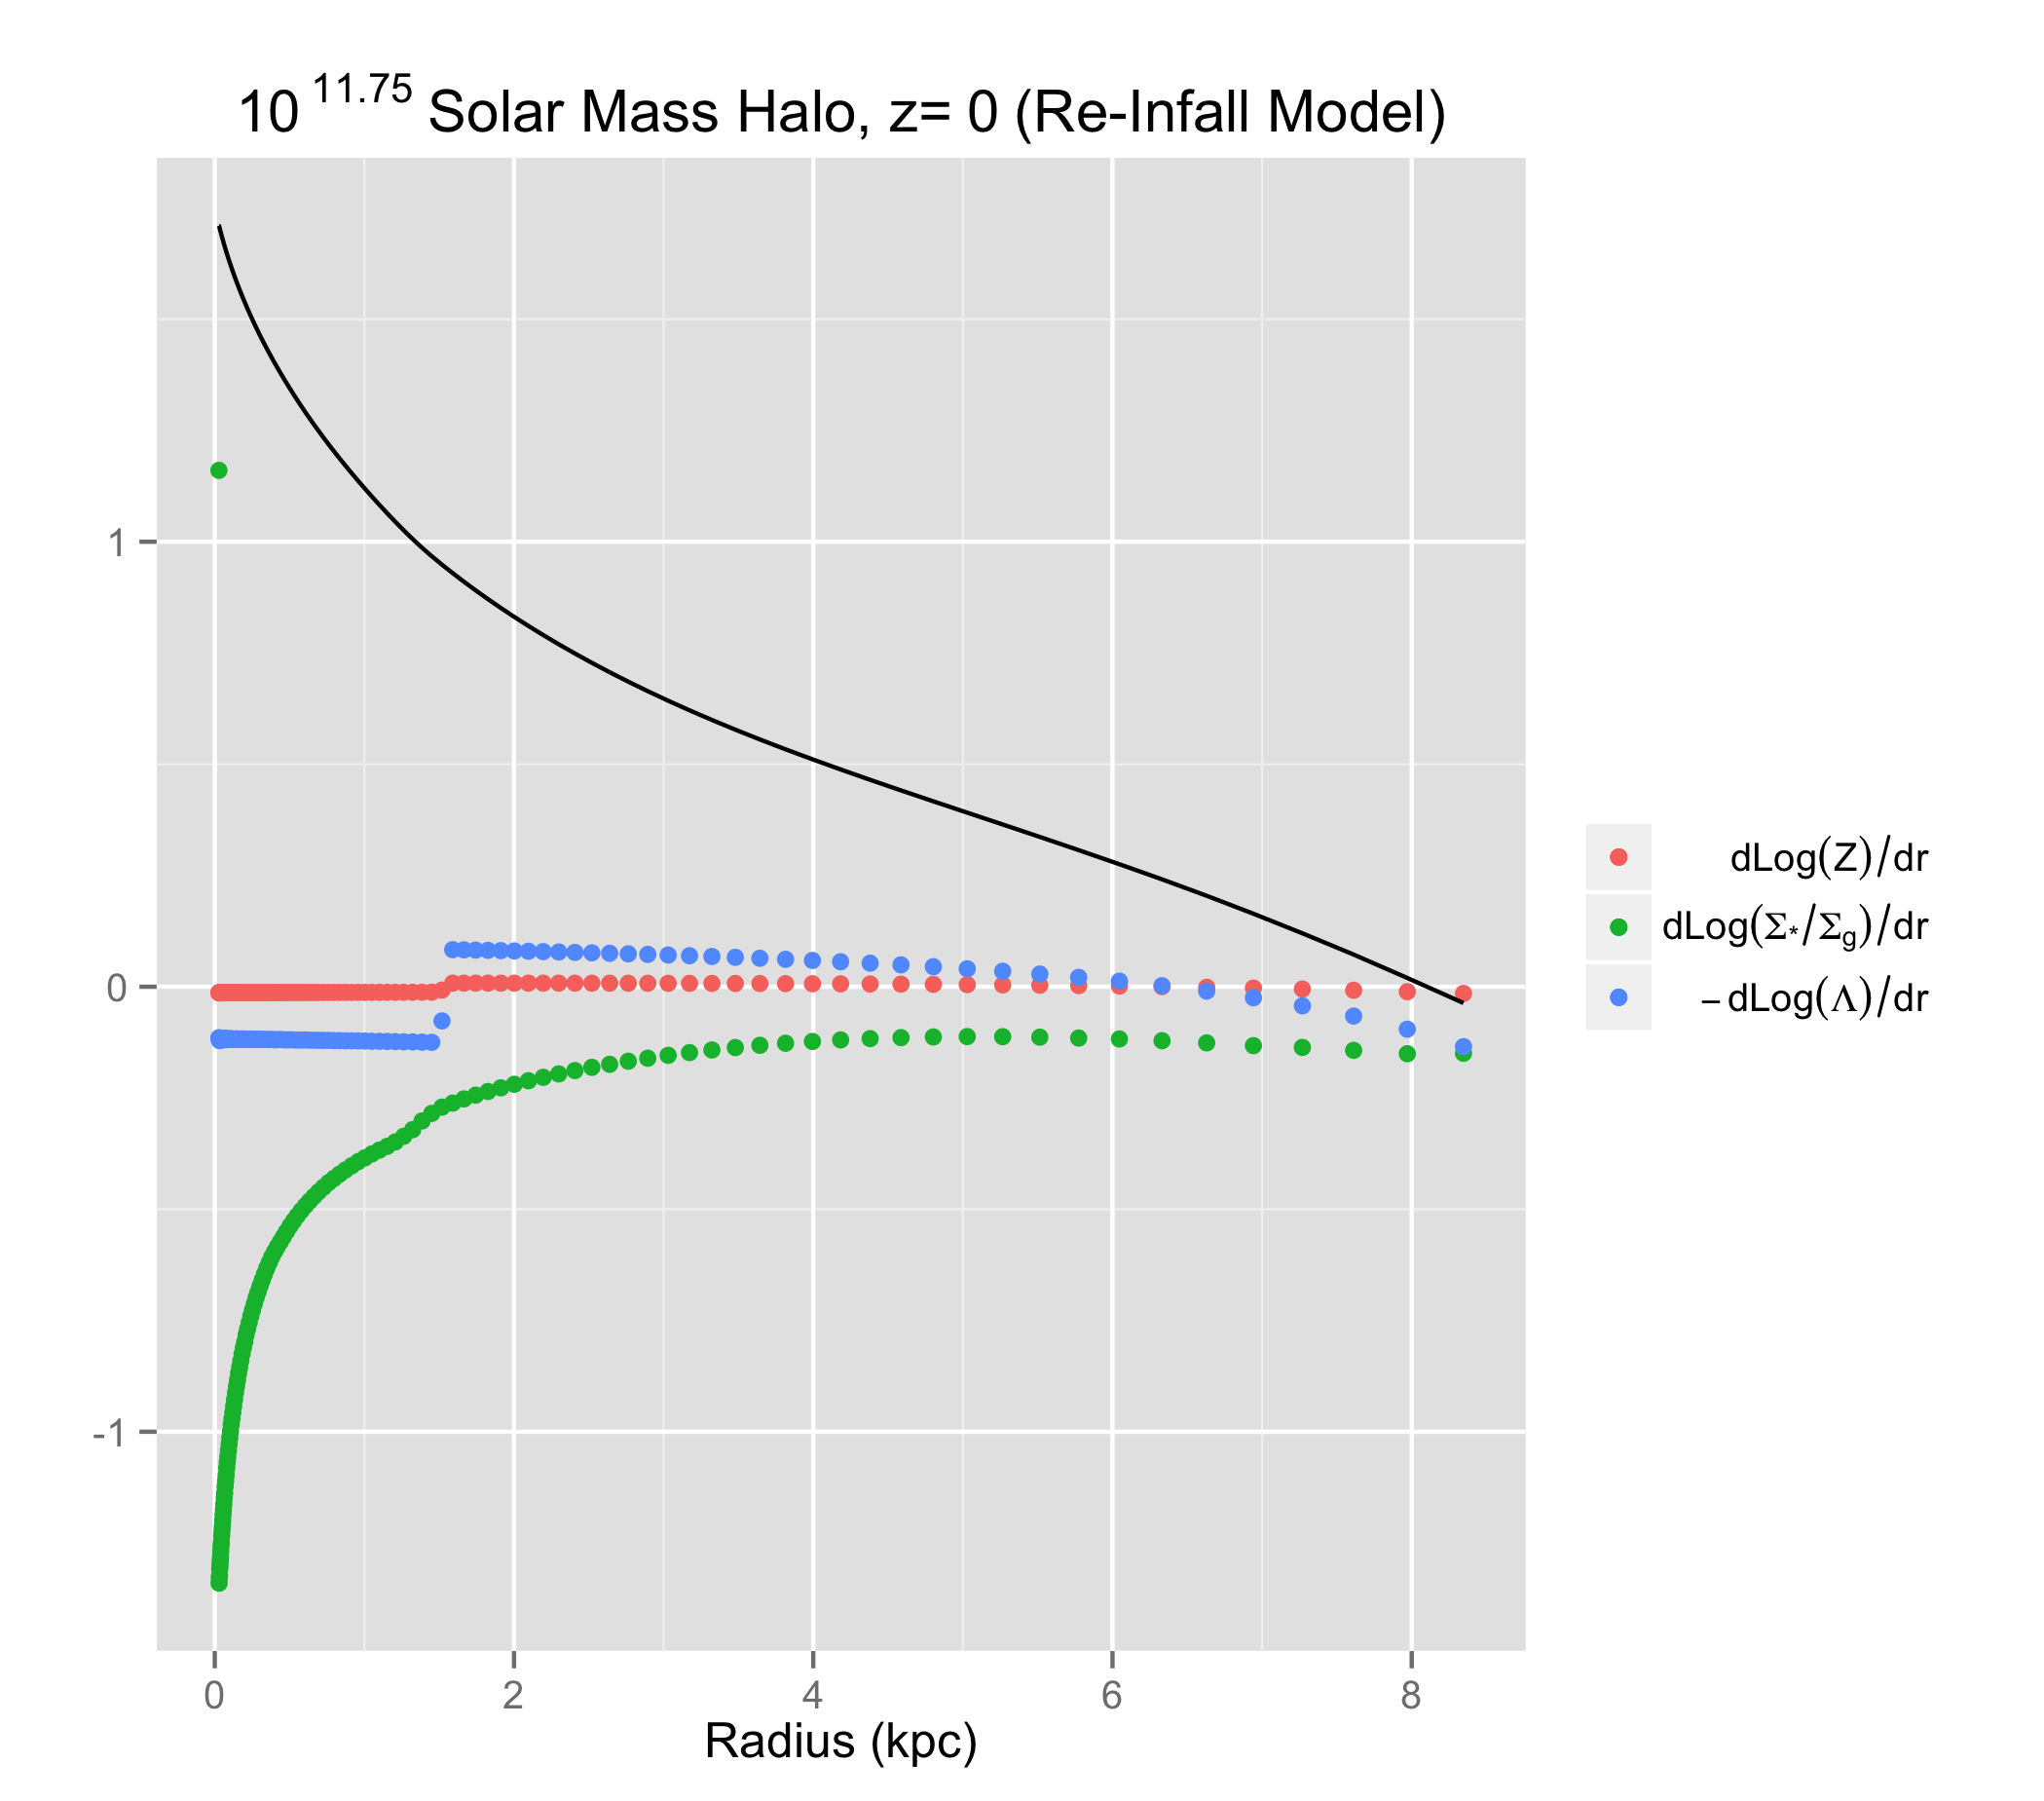 10^11.75 Solar Mass Halo, z= 0 (Re-Infall Model)
1
0
-1
0 2 4 6 8
Radius (kpc)
dLog(Z)/dr
dLog(Σ*/Σg)/dr
−dLog(Λ)/dr